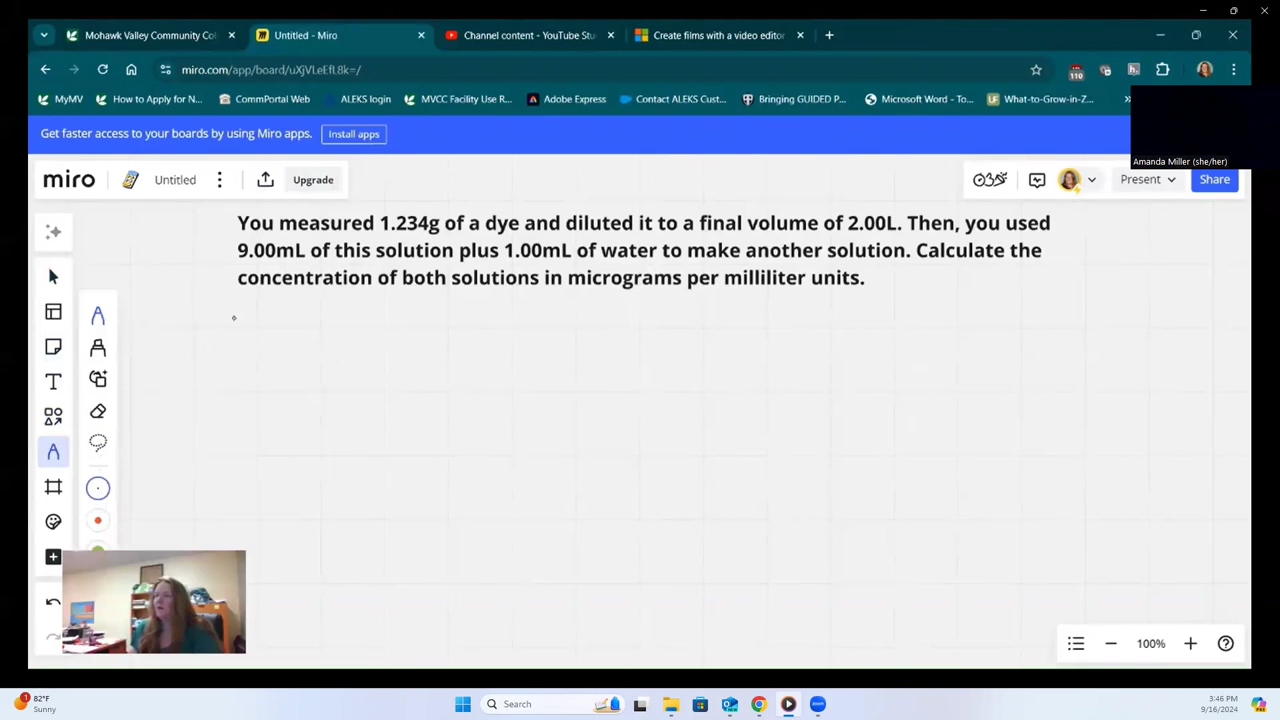 Mohawk Valley Community Col
Untitled - Miro
Channel content - YouTube Stu
Create films with a video editor
miro.com/app/board/uXjVLeEfL8k=/
110
MyMV
How to Apply for N...
CommPortal Web
ALEKS login
MVCC Facility Use R...
Adobe Express
Contact ALEKS Cust...
Bringing GUIDED P...
Microsoft Word - To...
What-to-Grow-in-Z...
Get faster access to your boards by using Miro apps.
Install apps
Amanda Miller (she/her)
miro
Untitled
Upgrade
Present
Share
You measured 1.234g of a dye and diluted it to a final volume of 2.00L. Then, you used
9.00mL of this solution plus 1.00mL of water to make another solution. Calculate the
concentration of both solutions in micrograms per milliliter units.
100%
82°F
Sunny
Search
3:46 PM
9/16/2024